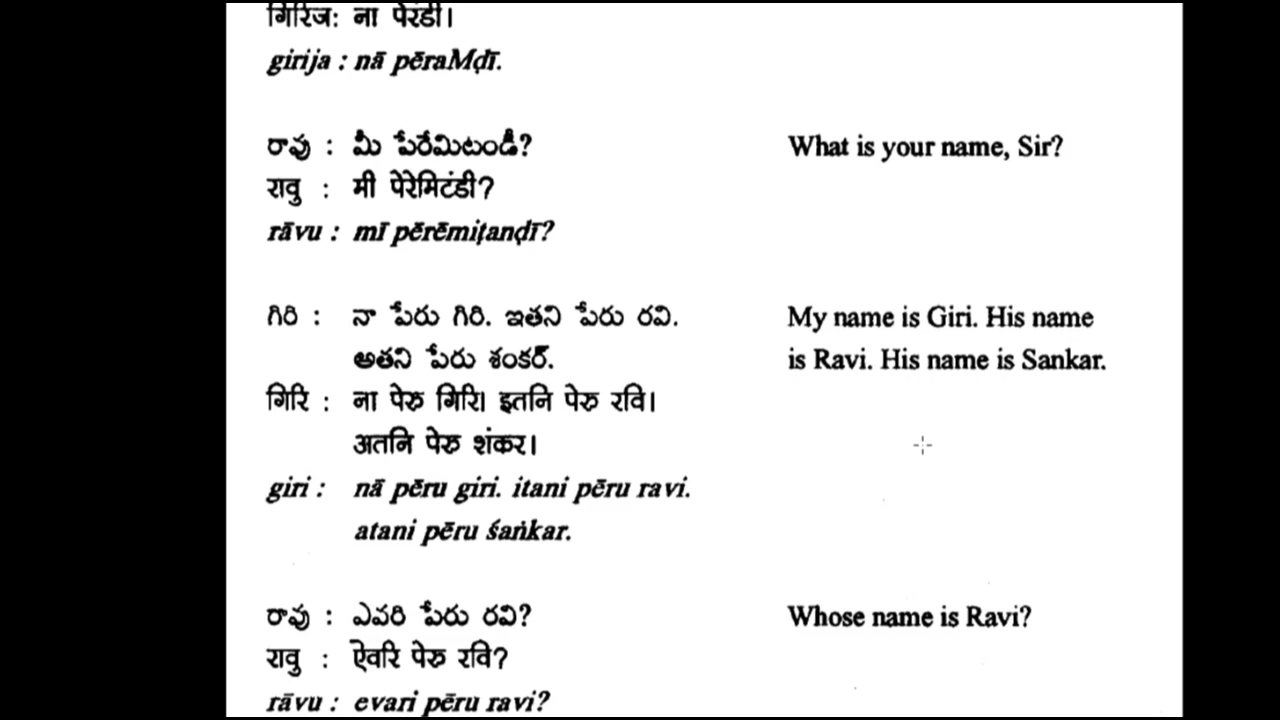 गिरिज: ना पेरंडी।
girija : nā pēraMḍī.
రావు : మీ పేరేమిటండీ? What is your name, Sir?
रावु : मी पेरेमिटंडी?
rāvu : mī pērēmiṭanḍī?
గిరి : నా పేరు గిరి. ఇతని పేరు రవి. My name is Giri. His name
అతని పేరు శంకర్. is Ravi. His name is Sankar.
गिरि : ना पेरु गिरि। इतनि पेरु रवि।
अतनि पेरु शंकर।
giri : nā pēru giri. itani pēru ravi.
atani pēru śaṅkar.
రావు : ఎవరి పేరు రవి? Whose name is Ravi?
रावु : ऐवरि पेरु रवि?
rāvu : evari pēru ravi?